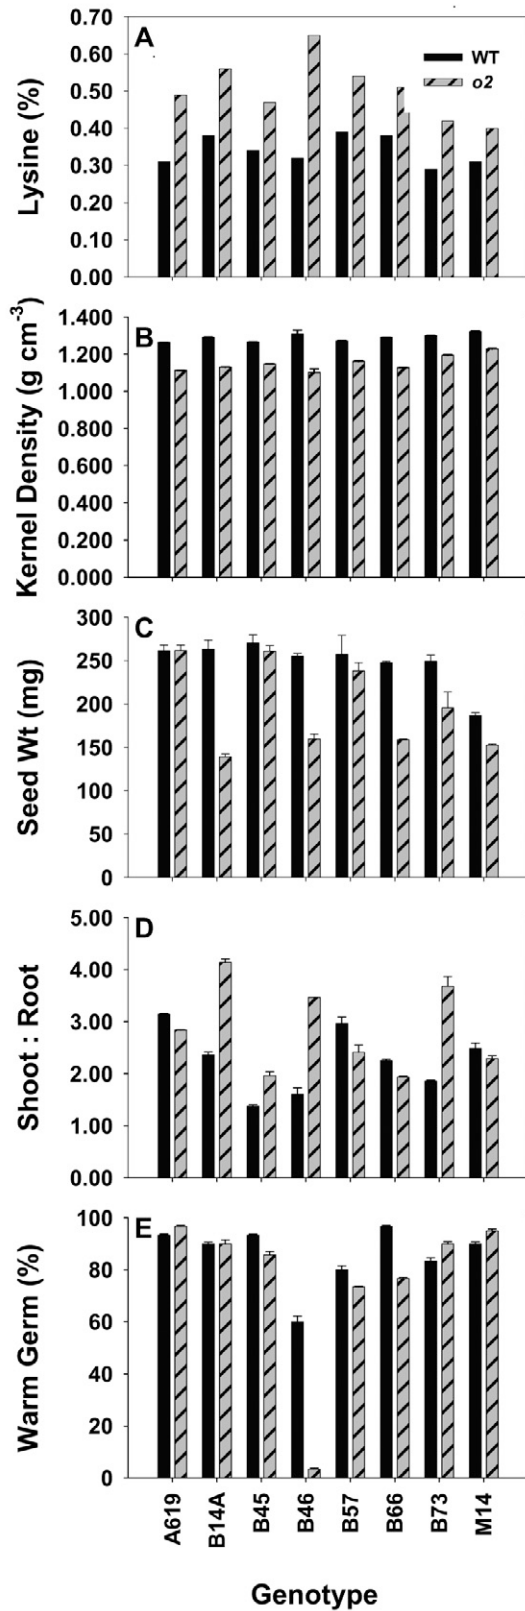 A
WT
o2
Lysine (%)
0.70
0.60
0.50
0.40
0.30
0.20
0.10
0.00
B
Kernel Density (g cm-3)
1.400
1.200
1.000
0.800
0.600
0.400
0.200
0.000
C
Seed Wt (mg)
300
250
200
150
100
50
0
D
Shoot : Root
5.00
4.00
3.00
2.00
1.00
0.00
E
Warm Germ (%)
100
80
60
40
20
0
A619
B14A
B45
B46
B57
B66
B73
M14
Genotype